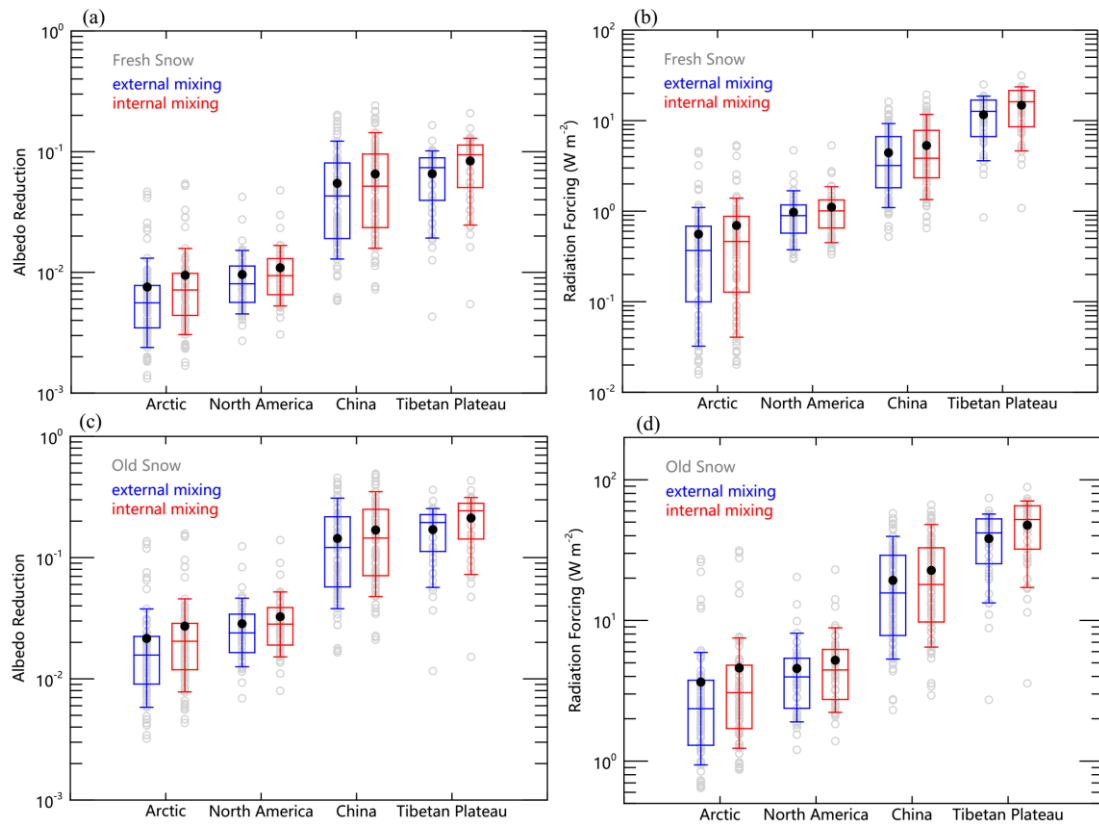 (a)
10^0
10^-1
10^-2
10^-3
Albedo Reduction
Fresh Snow
external mixing
internal mixing
Arctic North America China Tibetan Plateau
(b)
10^2
10^1
10^0
10^-1
10^-2
Radiation Forcing (W m^-2)
Fresh Snow
external mixing
internal mixing
Arctic North America China Tibetan Plateau
(c)
10^0
10^-1
10^-2
10^-3
Albedo Reduction
Old Snow
external mixing
internal mixing
Arctic North America China Tibetan Plateau
(d)
10^2
10^1
10^0
Radiation Forcing (W m^-2)
Old Snow
external mixing
internal mixing
Arctic North America China Tibetan Plateau